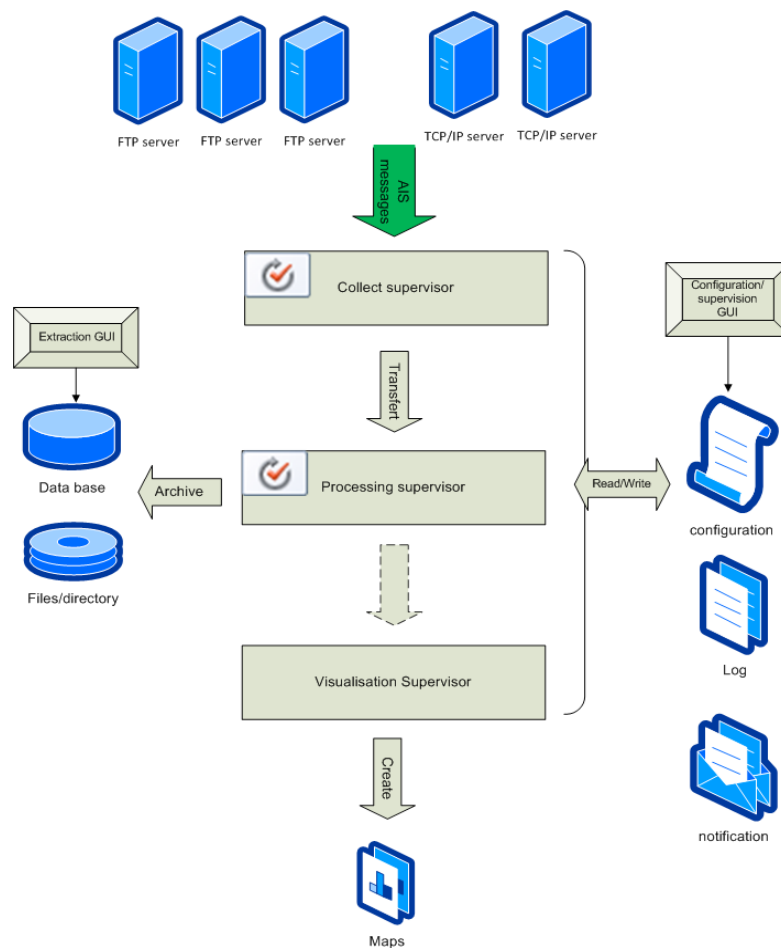 FTP server
FTP server
FTP server
TCP/IP server
TCP/IP server
AIS
messages
Collect supervisor
Configuration/
supervision
GUI
Extraction GUI
Transfert
Data base
Archive
Processing supervisor
Read/Write
configuration
Files/directory
Log
Visualisation Supervisor
Create
notification
Maps